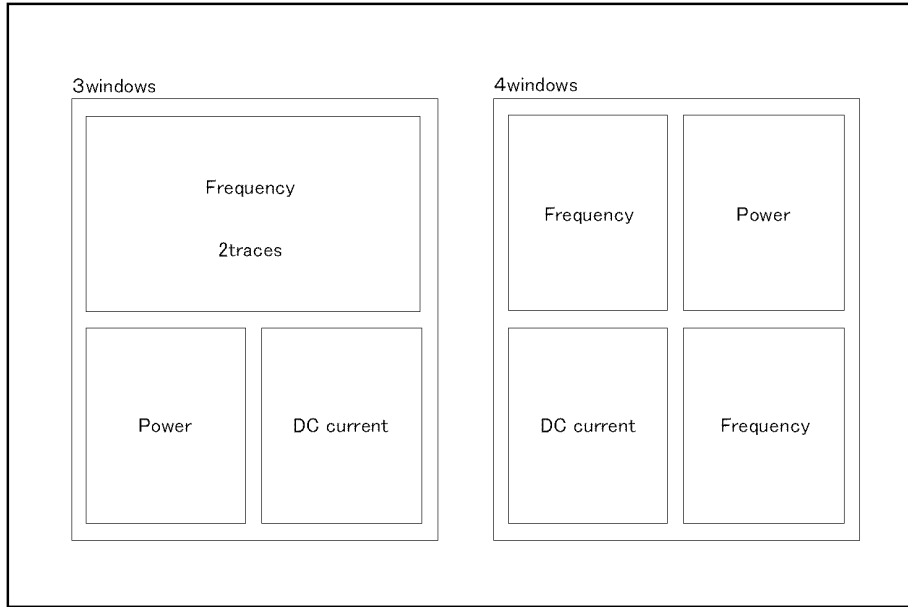 3windows
Frequency
2traces
Power
DC current
4windows
Frequency
Power
DC current
Frequency